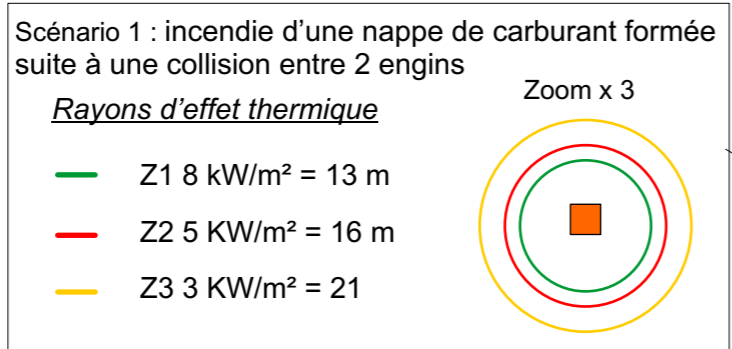 Scénario 1 : incendie d'une nappe de carburant formée
suite à une collision entre 2 engins
Zoom x 3
Rayons d'effet thermique
Z1 8 kW/m² = 13 m
Z2 5 KW/m² = 16 m
Z3 3 KW/m² = 21